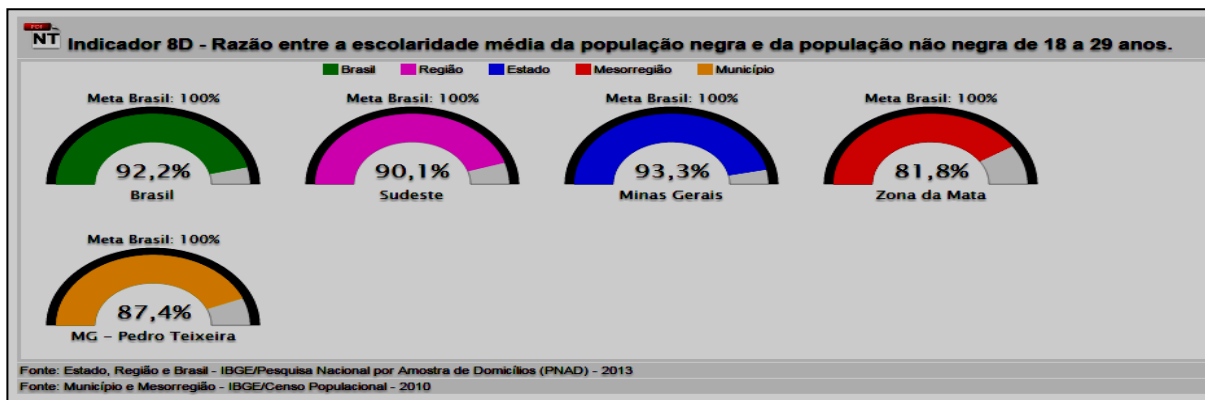 PDF
NT Indicador 8D - Razão entre a escolaridade média da população negra e da população não negra de 18 a 29 anos.
Brasil Região Estado Mesorregião Município
Meta Brasil: 100% Meta Brasil: 100% Meta Brasil: 100% Meta Brasil: 100%
92,2% 90,1% 93,3% 81,8%
Brasil Sudeste Minas Gerais Zona da Mata
Meta Brasil: 100%
87,4%
MG - Pedro Teixeira
Fonte: Estado, Região e Brasil - IBGE/Pesquisa Nacional por Amostra de Domicílios (PNAD) - 2013
Fonte: Município e Mesorregião - IBGE/Censo Populacional - 2010